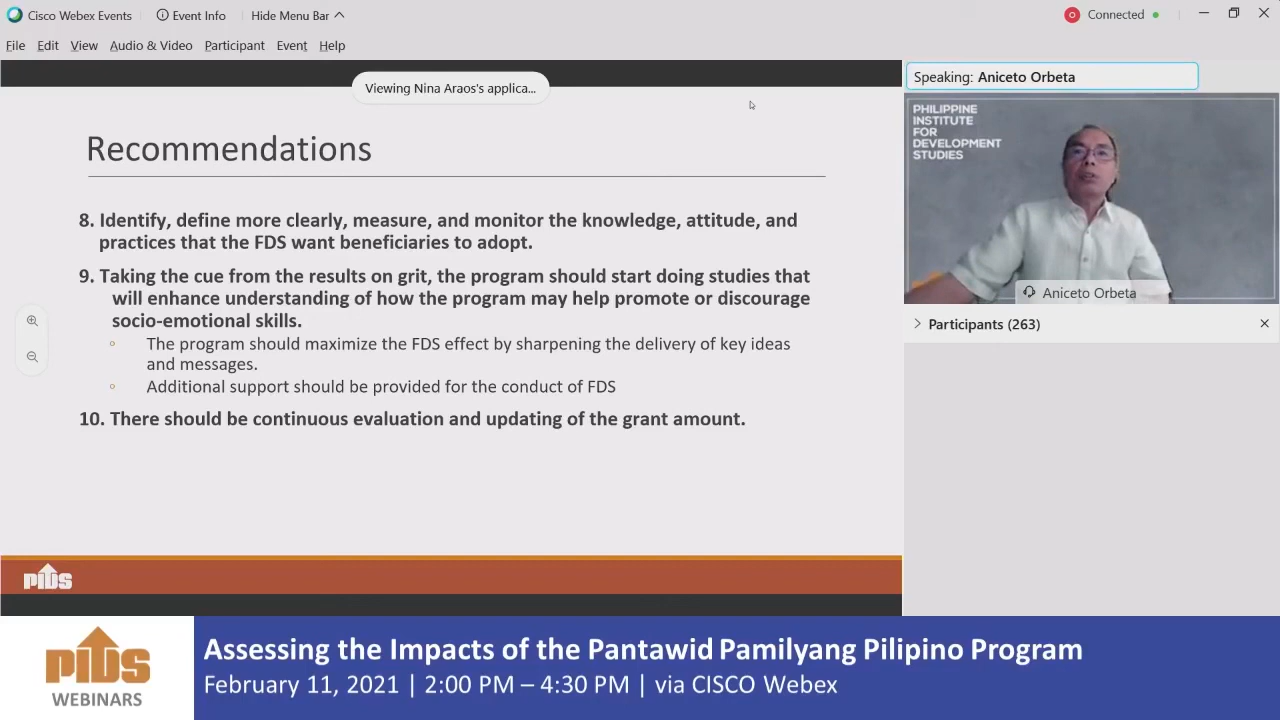 Cisco Webex Events
Event Info
Hide Menu Bar
Connected
File Edit View Audio & Video Participant Event Help
Viewing Nina Araos's applica...
Speaking: Aniceto Orbeta
PHILIPPINE
INSTITUTE
FOR
DEVELOPMENT
STUDIES
Aniceto Orbeta
Participants (263)
Recommendations
8. Identify, define more clearly, measure, and monitor the knowledge, attitude, and
practices that the FDS want beneficiaries to adopt.
9. Taking the cue from the results on grit, the program should start doing studies that
will enhance understanding of how the program may help promote or discourage
socio-emotional skills.
The program should maximize the FDS effect by sharpening the delivery of key ideas
and messages.
Additional support should be provided for the conduct of FDS
10. There should be continuous evaluation and updating of the grant amount.
PIDS
PIDS
WEBINARS
Assessing the Impacts of the Pantawid Pamilyang Pilipino Program
February 11, 2021 | 2:00 PM – 4:30 PM | via CISCO Webex